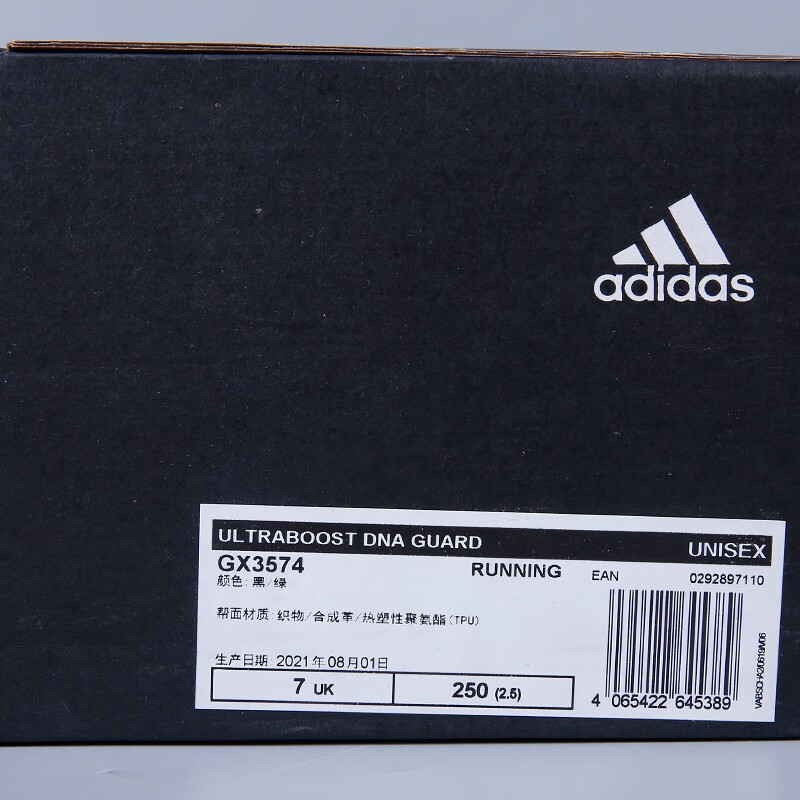 adidas
ULTRABOOST DNA GUARD UNISEX
GX3574 RUNNING EAN 0292897110
颜色: 黑/绿
帮面材质: 织物/合成革/热塑性聚氨酯(TPU)
生产日期 2021年08月01日
7 UK 250 (2.5)
4 065422 645389